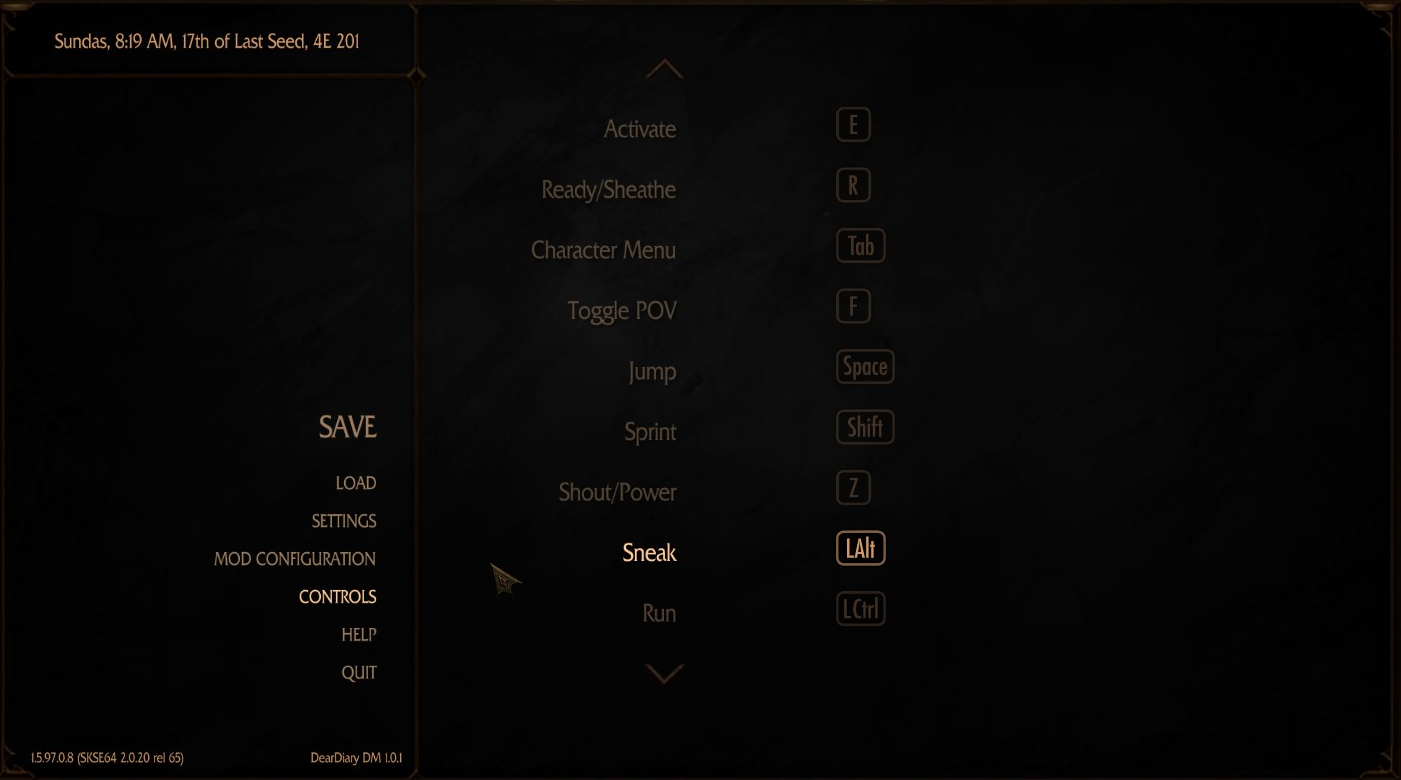 Sundas, 8:19 AM, 17th of Last Seed, 4E 201
SAVE
LOAD
SETTINGS
MOD CONFIGURATION
CONTROLS
HELP
QUIT
1.5.97.0.8 (SKSE64 2.0.20 rel 65)
DearDiary DM 1.0.1
Activate E
Ready/Sheathe R
Character Menu Tab
Toggle POV F
Jump Space
Sprint Shift
Shout/Power Z
Sneak LAlt
Run LCtrl